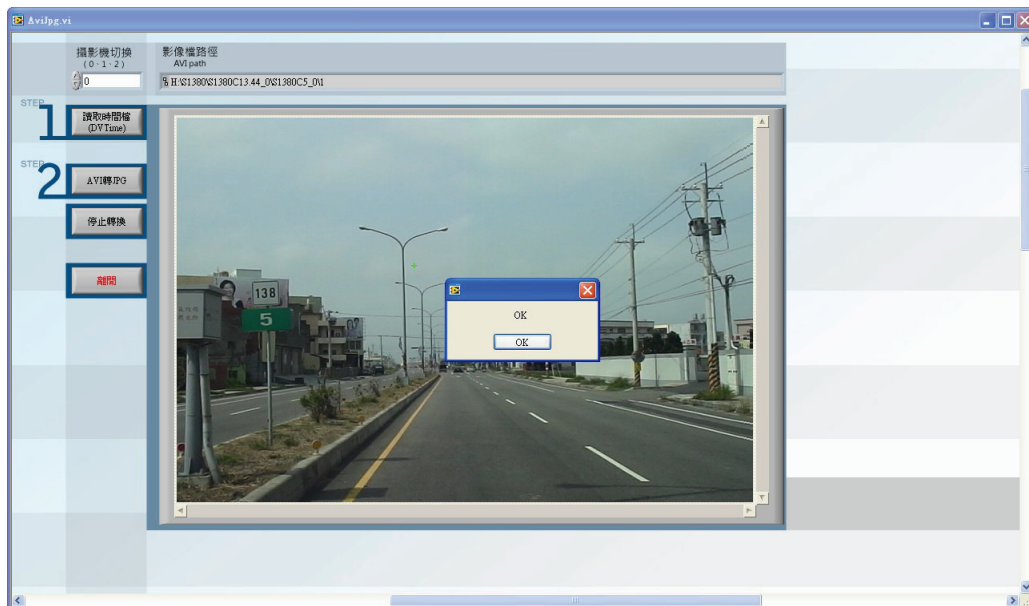 AviJpg.vi
攝影機切換
(0、1、2)
0
影像檔路徑
AVI path
H:\S1380\S1380C13.44_0\S1380C5_0\1
STEP
1
讀取時間檔
(DVTime)
STEP
2
AVI轉JPG
停止轉換
離開
138
5
OK
OK